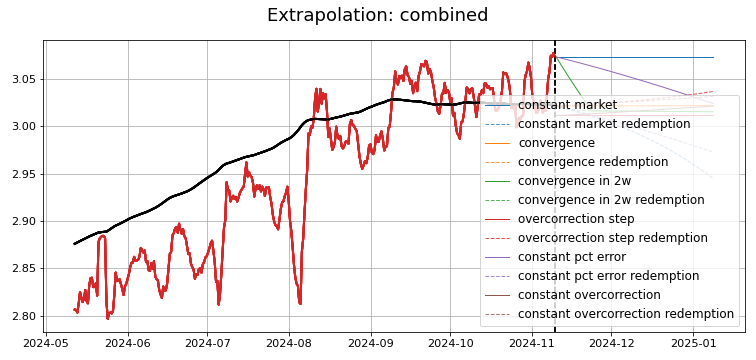 Extrapolation: combined
3.05
3.00
2.95
2.90
2.85
2.80
constant market
constant market redemption
convergence
convergence redemption
convergence in 2w
convergence in 2w redemption
overcorrection step
overcorrection step redemption
constant pct error
constant pct error redemption
constant overcorrection
constant overcorrection redemption
2024-05 2024-06 2024-07 2024-08 2024-09 2024-10 2024-11 2024-12 2025-01